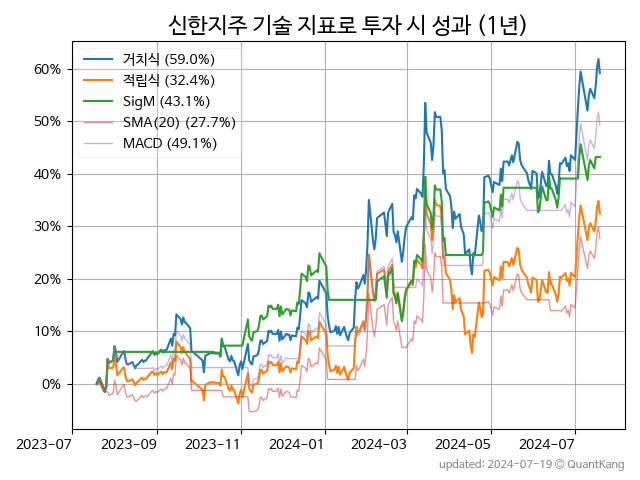 신한지주 기술 지표로 투자 시 성과 (1년)
거치식 (59.0%)
적립식 (32.4%)
SigM (43.1%)
SMA(20) (27.7%)
MACD (49.1%)
60%
50%
40%
30%
20%
10%
0%
2023-07 2023-09 2023-11 2024-01 2024-03 2024-05 2024-07
updated: 2024-07-19 @ QuantKang